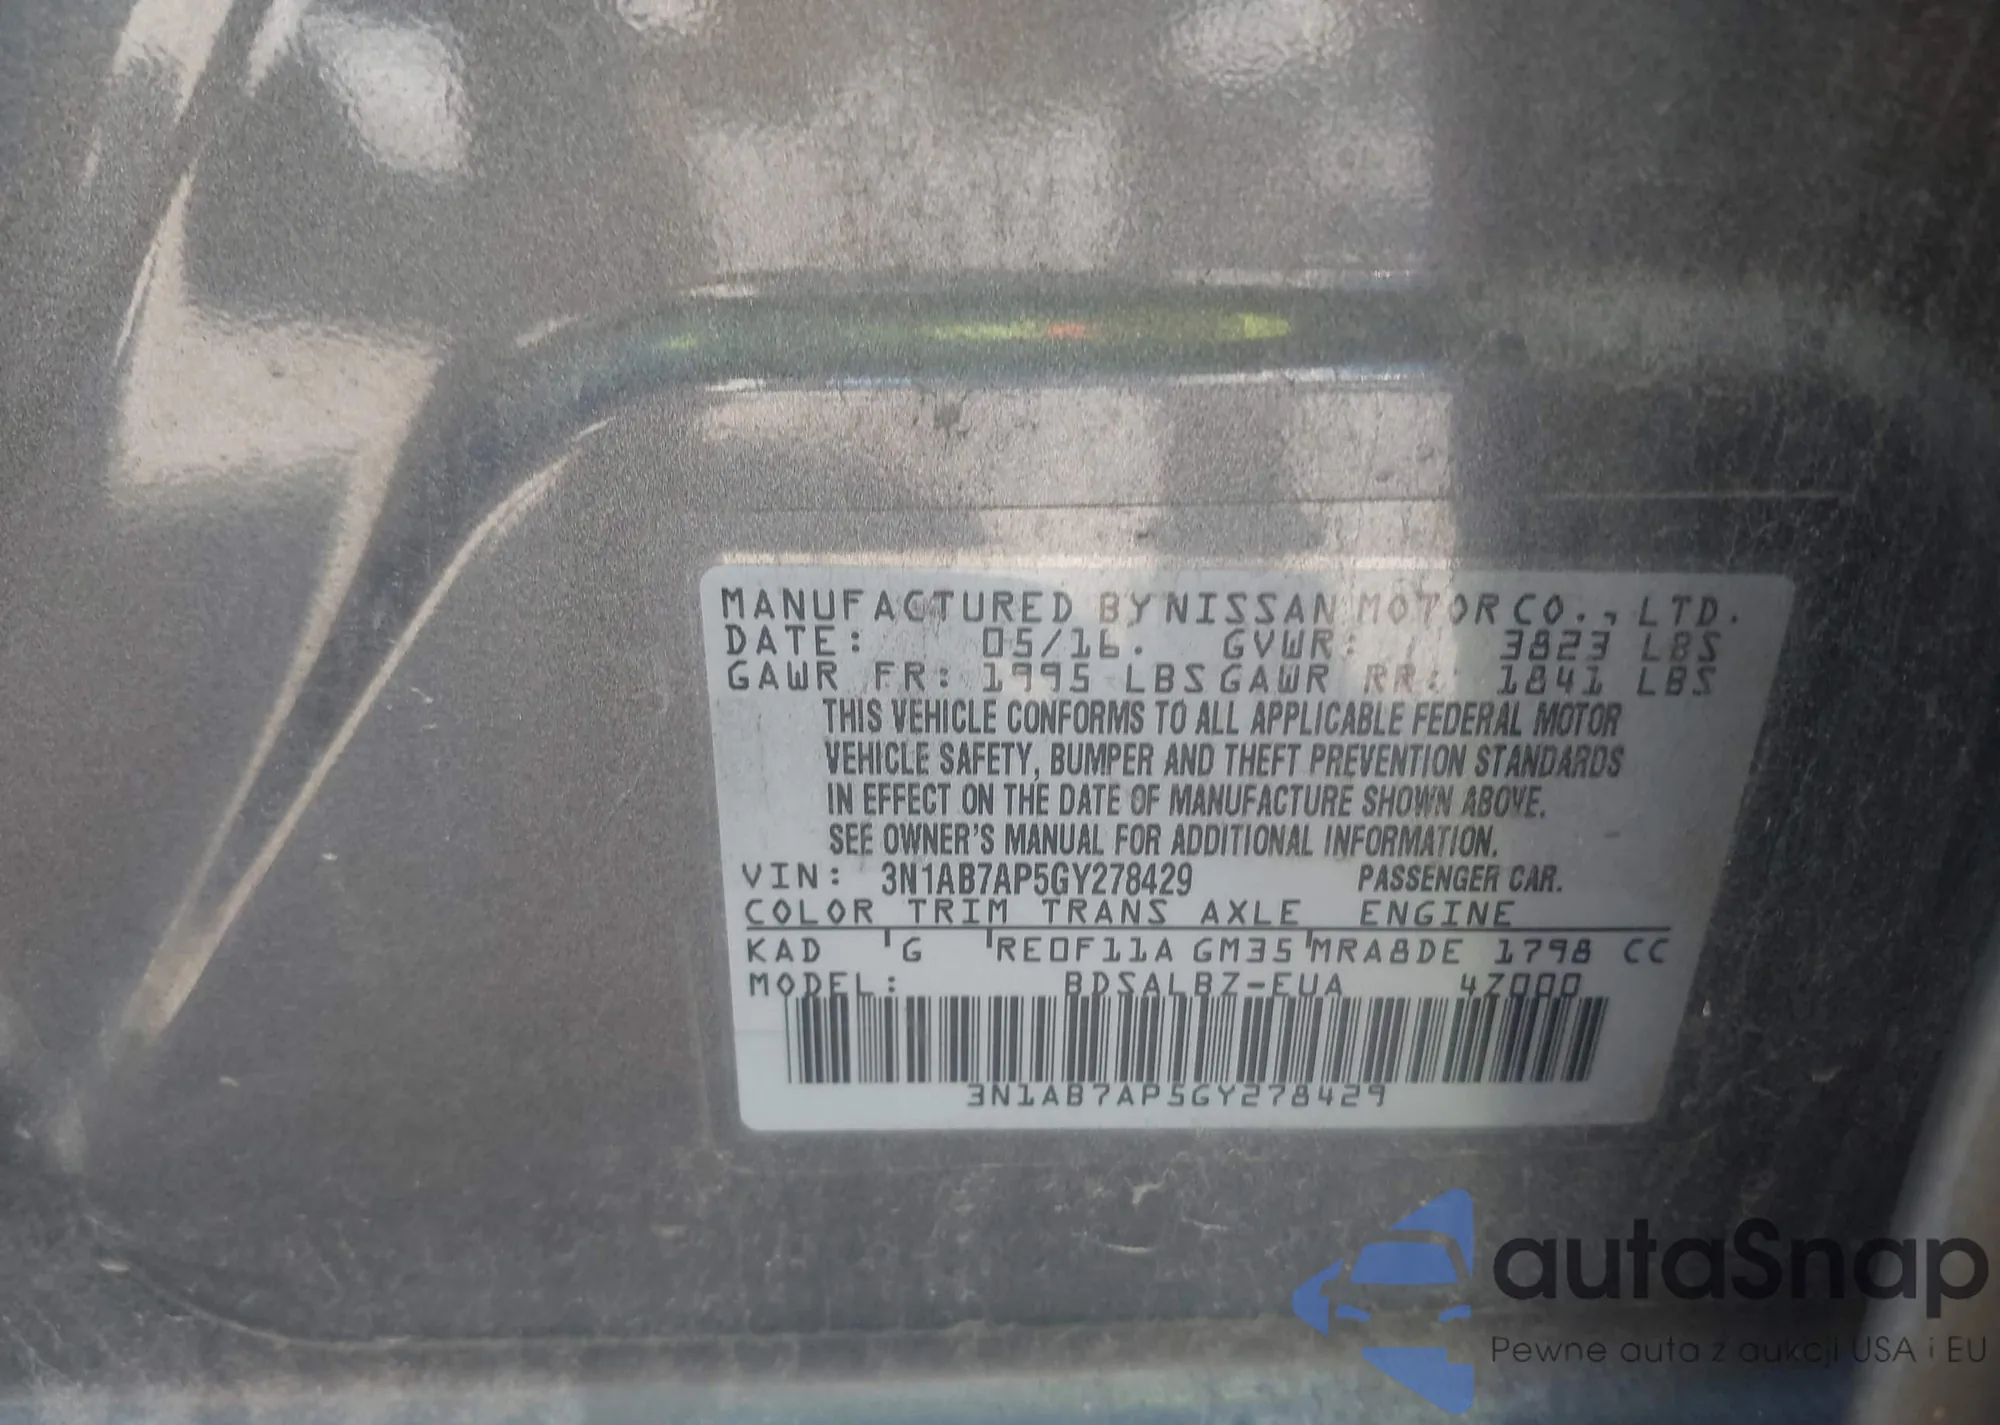 MANUFACTURED BY NISSAN MOTOR CO., LTD.
DATE: 05/16. GVWR: 3823 LBS
GAWR FR: 1995 LBS GAWR RR: 1841 LBS
THIS VEHICLE CONFORMS TO ALL APPLICABLE FEDERAL MOTOR
VEHICLE SAFETY, BUMPER AND THEFT PREVENTION STANDARDS
IN EFFECT ON THE DATE OF MANUFACTURE SHOWN ABOVE.
SEE OWNER'S MANUAL FOR ADDITIONAL INFORMATION.
VIN: 3N1AB7AP5GY278429 PASSENGER CAR.
COLOR TRIM TRANS AXLE ENGINE
KAD G RE0F11A GM35 MRA8DE 1798 CC
MODEL: BDSALBZ-EUA 4Z000
3N1AB7AP5GY278429
autaSnap
Pewne auta z aukcji USA i EU